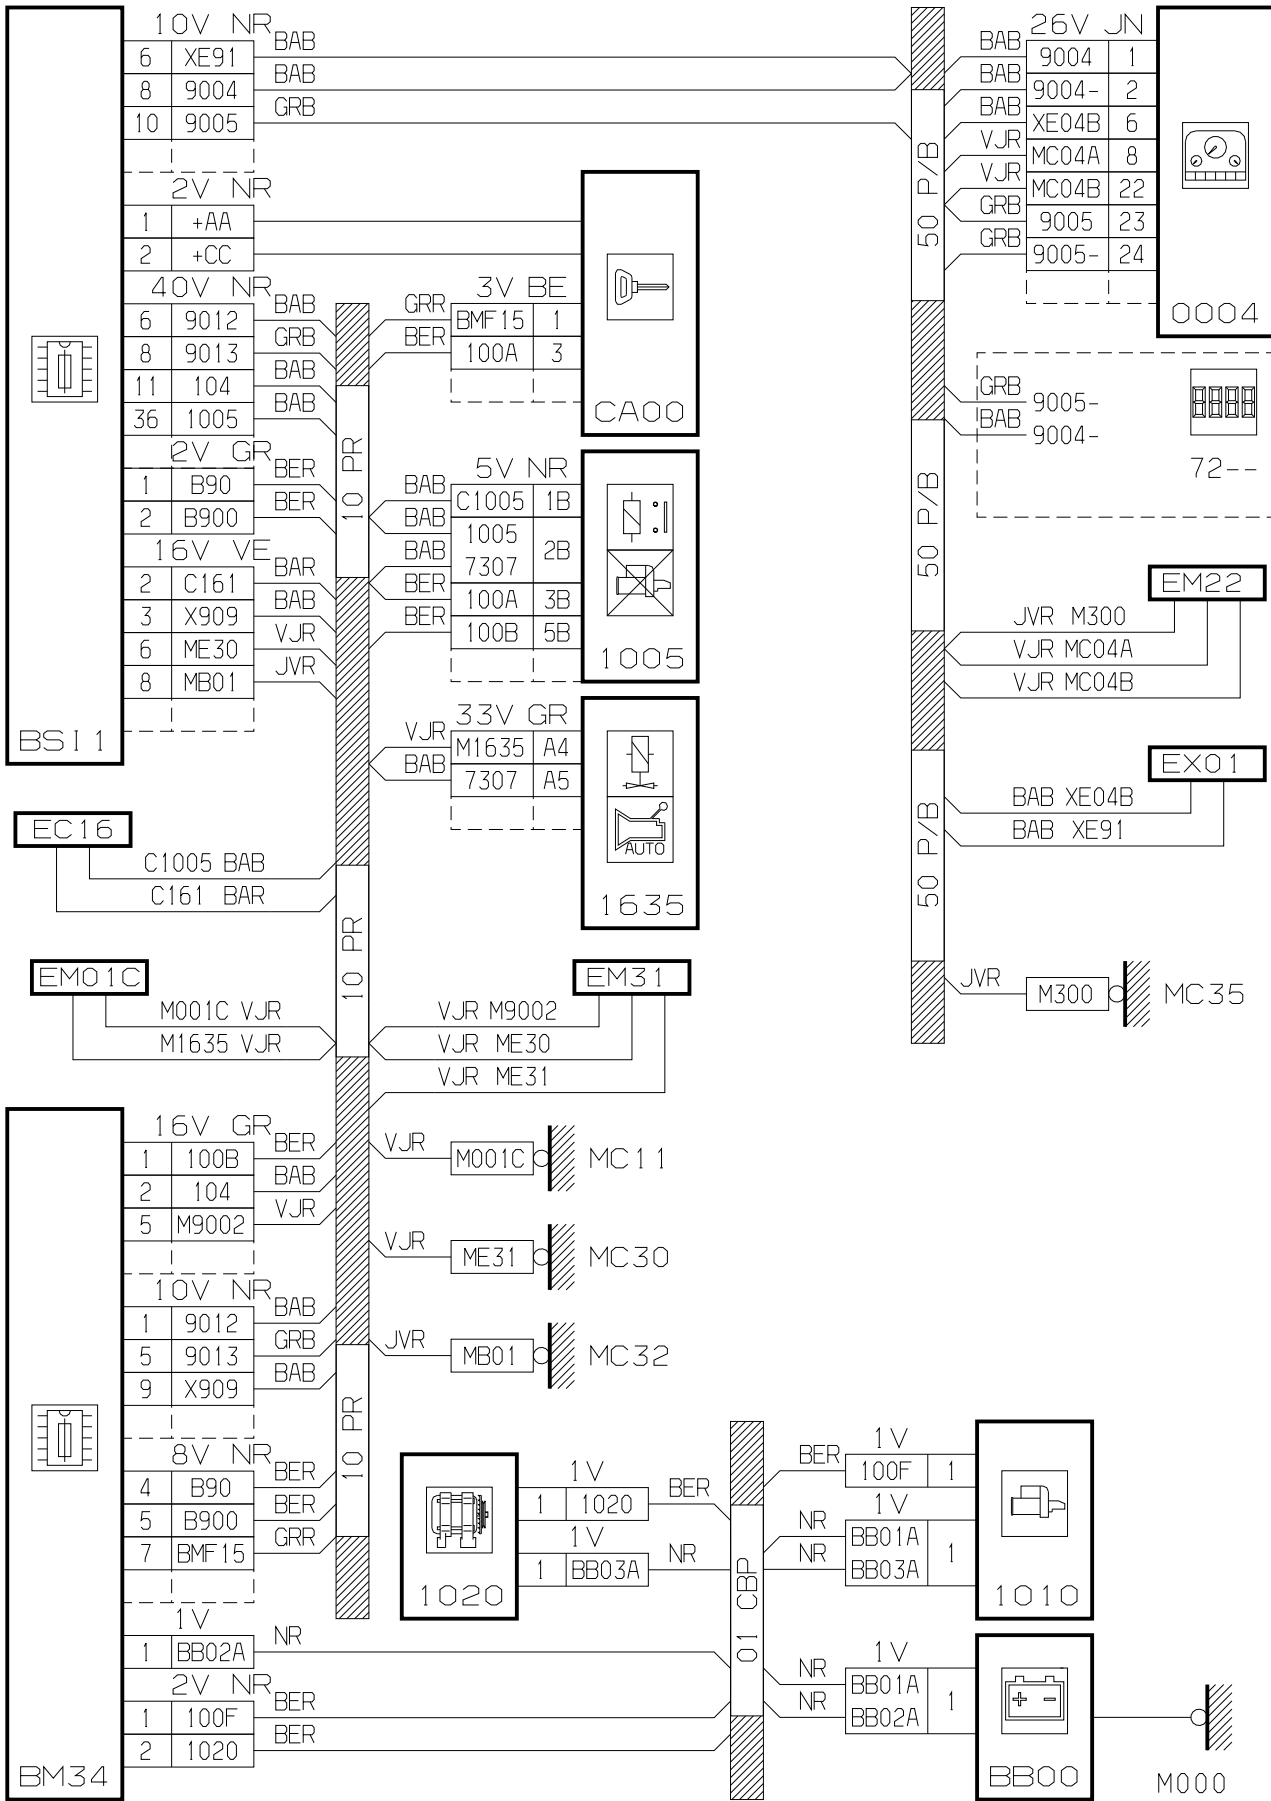 10V NR
6 XE91 BAB
8 9004 BAB
10 9005 GRB
2V NR
1 +AA
2 +CC
40V NR
6 9012 BAB
8 9013 GRB
11 104 BAB
36 1005 BAB
2V GR
1 B90 BER
2 B900 BER
16V VE
2 C161 BAR
3 X909 BAB
6 ME30 VJR
8 MB01 JVR
BSI1
EC16
C1005 BAB
C161 BAR
EM01C
M001C VJR
M1635 VJR
16V GR
1 100B BER
2 104 BAB
5 M9002 VJR
10V NR
1 9012 BAB
5 9013 GRB
9 X909 BAB
8V NR
4 B90 BER
5 B900 BER
7 BMF15 GRR
1V
1 BB02A NR
2V NR
1 100F BER
2 1020 BER
BM34
10 PR
10 PR
10 PR
3V BE
GRR BMF15 1
BER 100A 3
CA00
5V NR
BAB C1005 1B
BAB 1005
BAB 7307 2B
BER 100A 3B
BER 100B 5B
1005
33V GR
VJR M1635 A4
BAB 7307 A5
AUTO
1635
EM31
VJR M9002
VJR ME30
VJR ME31
VJR M001C MC11
VJR ME31 MC30
JVR MB01 MC32
1V
1 1020 BER
1V
1 BB03A NR
1020
01 CBP
1V
BER 100F 1
1V
NR BB01A
NR BB03A 1
1010
1V
NR BB01A
NR BB02A 1
+ -
BB00
M000
50 P/B
50 P/B
50 P/B
26V JN
BAB 9004 1
BAB 9004- 2
BAB XE04B 6
VJR MC04A 8
VJR MC04B 22
GRB 9005 23
GRB 9005- 24
0004
GRB 9005-
BAB 9004-
8888
72--
EM22
JVR M300
VJR MC04A
VJR MC04B
EX01
BAB XE04B
BAB XE91
JVR M300 MC35